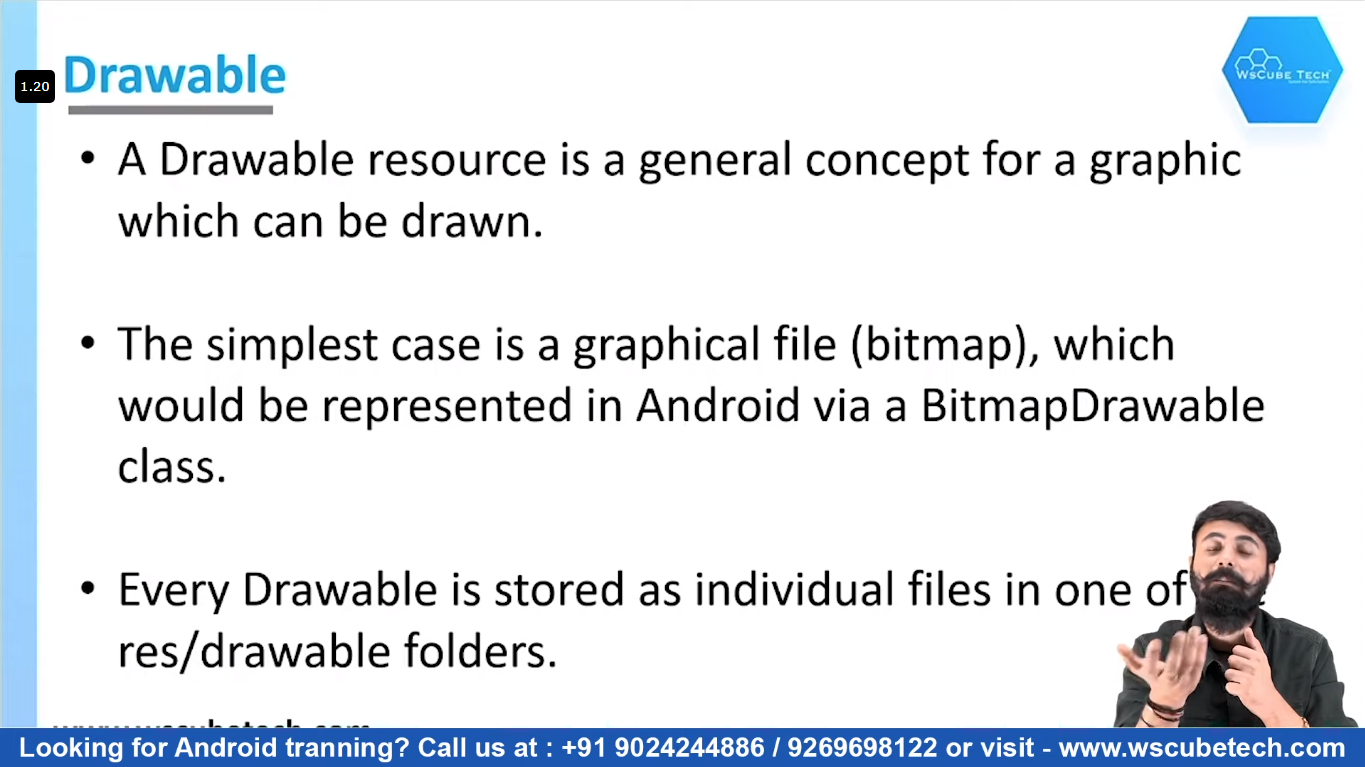 Drawable
1.20
WsCube Tech
• A Drawable resource is a general concept for a graphic
which can be drawn.
• The simplest case is a graphical file (bitmap), which
would be represented in Android via a BitmapDrawable
class.
• Every Drawable is stored as individual files in one of
res/drawable folders.
Looking for Android tranning? Call us at : +91 9024244886 / 9269698122 or visit - www.wscubetech.com